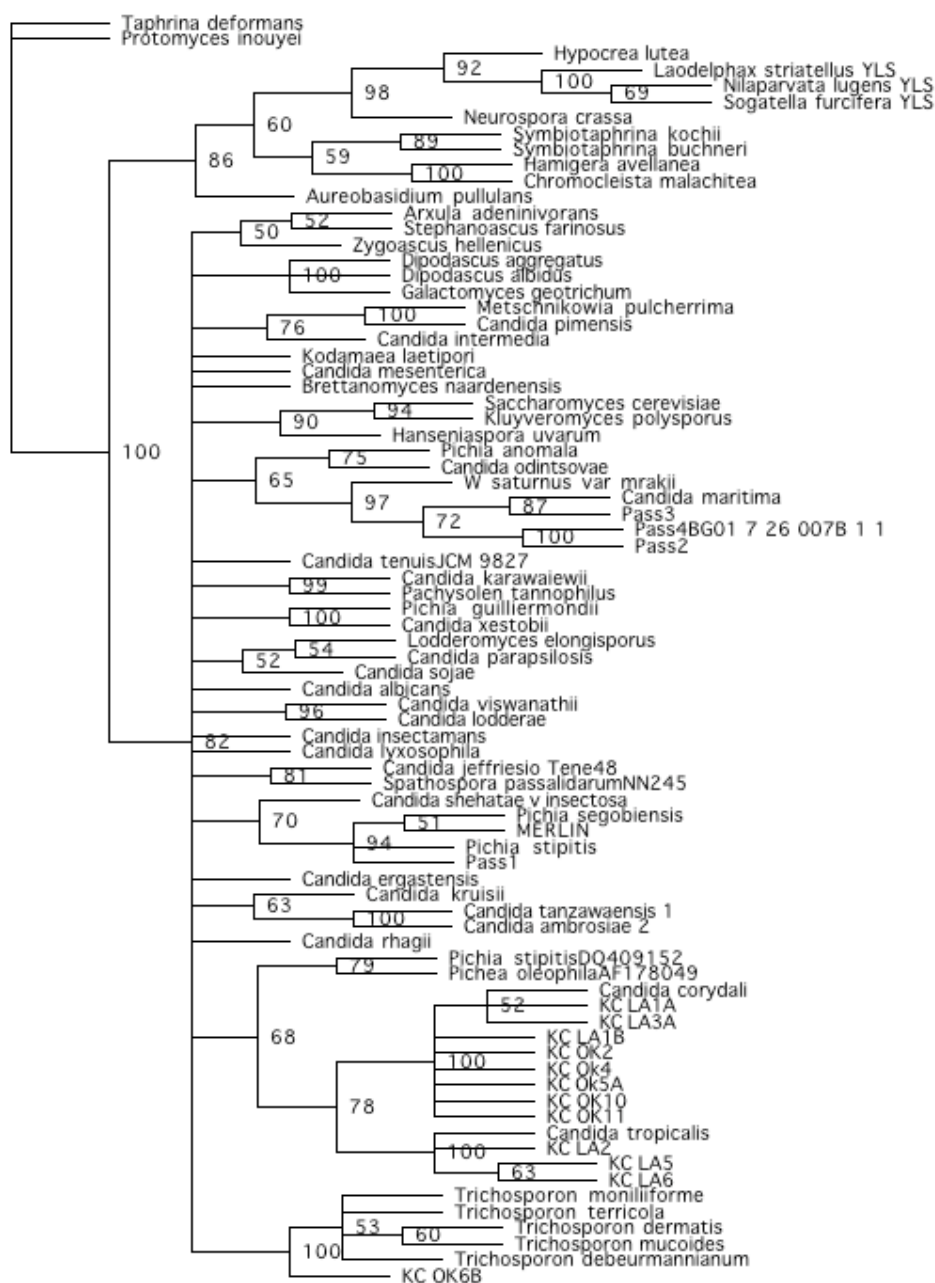 Taphrina deformans
Protomyces inouyei
Hypocrea lutea
92
Laodelphax striatellus YLS
100
Nilaparvata lugens YLS
69
98
Sogatella furcifera YLS
Neurospora crassa
60
Symbiotaphrina kochii
89
Symbiotaphrina buchneri
59
86
Hamigera avellanea
100
Chromocleista malachitea
Aureobasidium pullulans
Arxula adeninivorans
52
Stephanoascus farinosus
50
Zygoascus hellenicus
Dipodascus aggregatus
100
Dipodascus albidus
Galactomyces geotrichum
Metschnikowia pulcherrima
100
Candida pimensis
76
Candida intermedia
Kodamaea laetipori
Candida mesenterica
Brettanomyces naardenensis
Saccharomyces cerevisiae
94
Kluyveromyces polysporus
90
Hanseniaspora uvarum
100
Pichia anomala
75
Candida odintsovae
65
W saturnus var mrakii
97
Candida maritima
87
Pass3
72
Pass4BG01 7 26 007B 1 1
100
Pass2
Candida tenuisJCM 9827
Candida karawaiewii
99
Pachysolen tannophilus
Pichia guilliermondii
100
Candida xestobii
Lodderomyces elongisporus
54
Candida parapsilosis
52
Candida sojae
Candida albicans
Candida viswanathii
96
Candida lodderae
Candida insectamans
82
Candida lyxosophila
Candida jeffriesio Tene48
81
Spathospora passalidarumNN245
Candida shehatae v insectosa
70
Pichia segobiensis
51
MERLIN
94
Pichia stipitis
Pass1
Candida ergastensis
Candida kruisii
63
Candida tanzawaensis 1
100
Candida ambrosiae 2
Candida rhagii
Pichia stipitisDQ409152
79
Pichea oleophilaAF178049
Candida corydali
52
KC LA1A
KC LA3A
68
KC LA1B
KC OK2
100
KC Ok4
KC Ok5A
KC OK10
78
KC OK11
Candida tropicalis
100
KC LA2
KC LA5
63
KC LA6
Trichosporon moniliiforme
Trichosporon terricola
53
Trichosporon dermatis
60
Trichosporon mucoides
100
Trichosporon debeurmannianum
KC OK6B